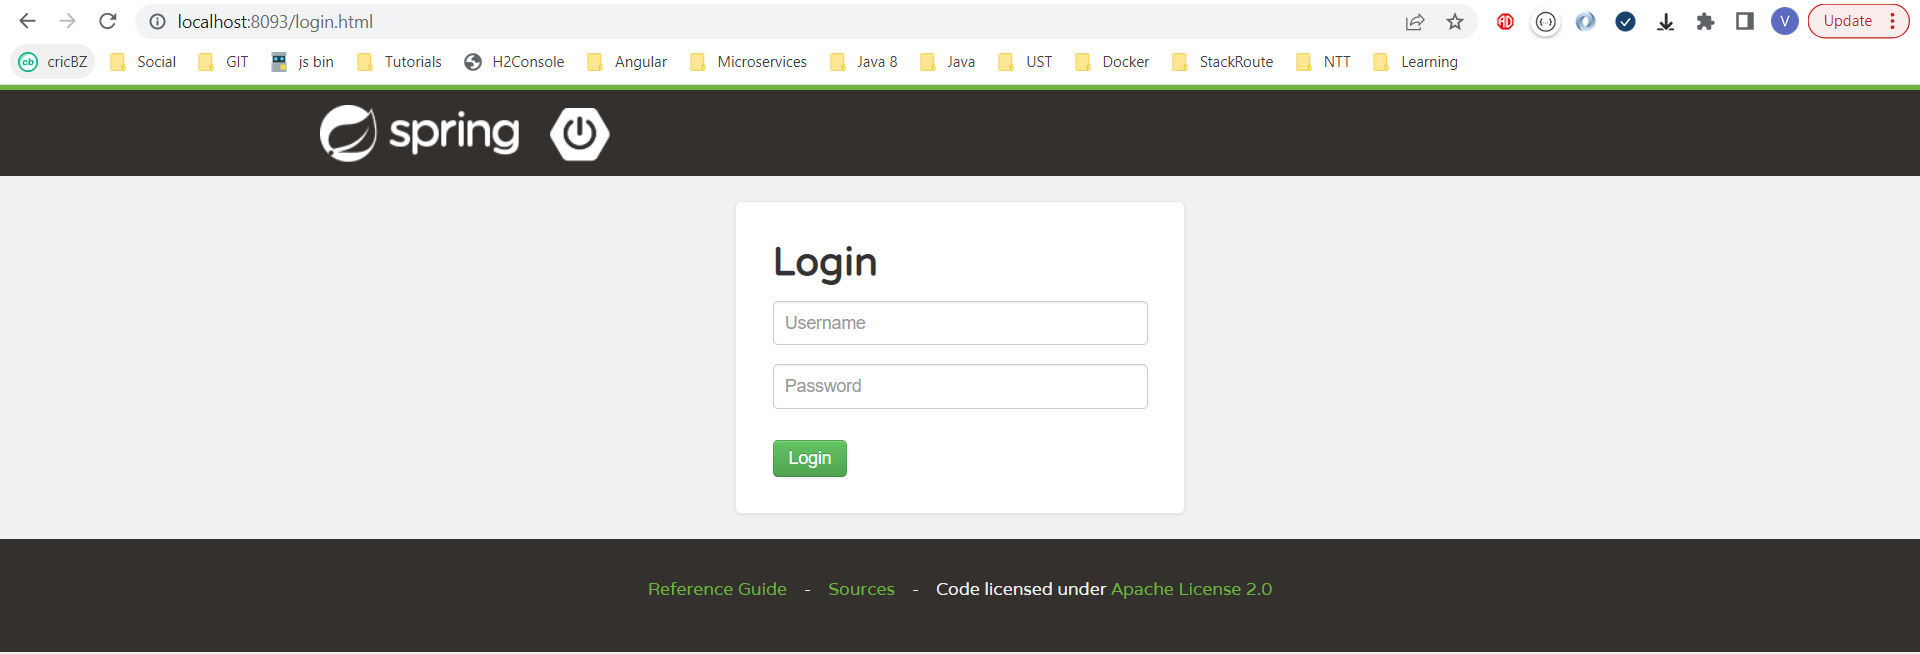 localhost:8093/login.html
Update
cricBZ Social GIT js bin Tutorials H2Console Angular Microservices Java 8 Java UST Docker StackRoute NTT Learning
spring
Login
Username
Password
Login
Reference Guide - Sources - Code licensed under Apache License 2.0